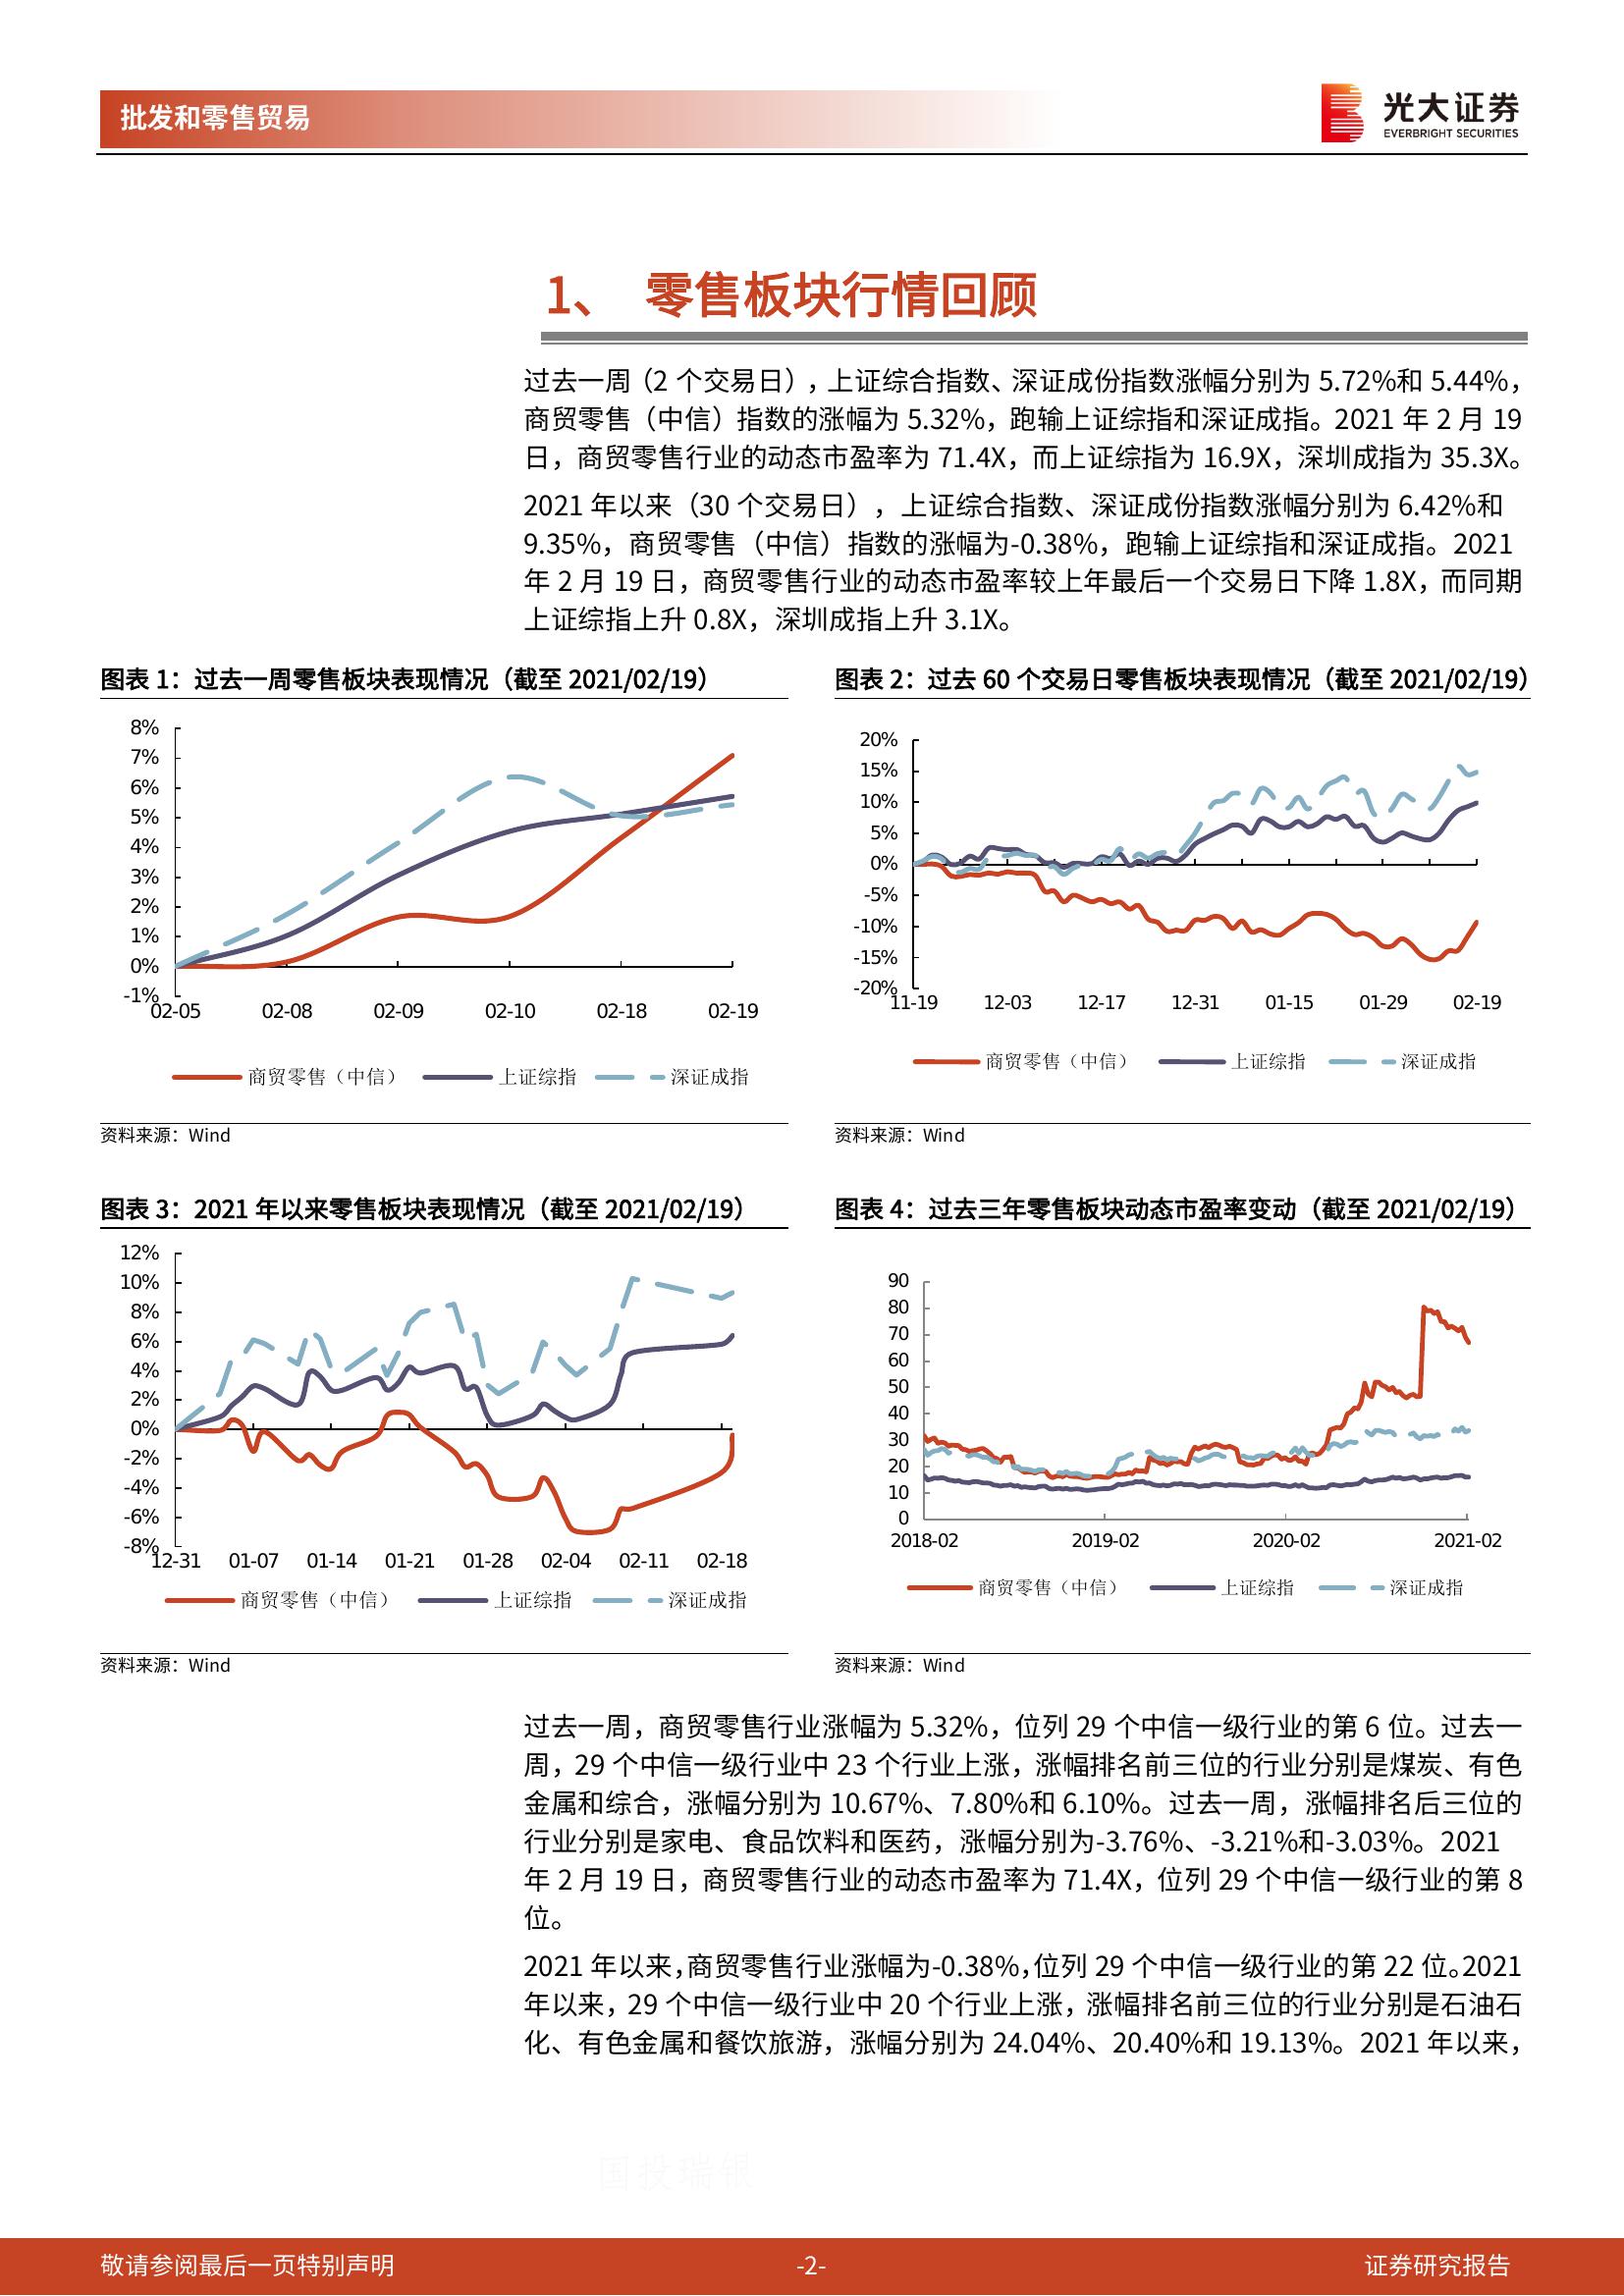 批发和零售贸易
光大证券
EVERBRIGHT SECURITIES
1、 零售板块行情回顾
过去一周（2 个交易日），上证综合指数、深证成份指数涨幅分别为 5.72%和 5.44%，
商贸零售（中信）指数的涨幅为 5.32%，跑输上证综指和深证成指。2021 年 2 月 19
日，商贸零售行业的动态市盈率为 71.4X，而上证综指为 16.9X，深圳成指为 35.3X。
2021 年以来（30 个交易日），上证综合指数、深证成份指数涨幅分别为 6.42%和
9.35%，商贸零售（中信）指数的涨幅为-0.38%，跑输上证综指和深证成指。2021
年 2 月 19 日，商贸零售行业的动态市盈率较上年最后一个交易日下降 1.8X，而同期
上证综指上升 0.8X，深圳成指上升 3.1X。
图表 1：过去一周零售板块表现情况（截至 2021/02/19）
8%
7%
6%
5%
4%
3%
2%
1%
0%
-1%
02-05 02-08 02-09 02-10 02-18 02-19
商贸零售（中信） 上证综指 深证成指
资料来源：Wind
图表 2：过去 60 个交易日零售板块表现情况（截至 2021/02/19）
20%
15%
10%
5%
0%
-5%
-10%
-15%
-20%
11-19 12-03 12-17 12-31 01-15 01-29 02-19
商贸零售（中信） 上证综指 深证成指
资料来源：Wind
图表 3：2021 年以来零售板块表现情况（截至 2021/02/19）
12%
10%
8%
6%
4%
2%
0%
-2%
-4%
-6%
-8%
12-31 01-07 01-14 01-21 01-28 02-04 02-11 02-18
商贸零售（中信） 上证综指 深证成指
资料来源：Wind
图表 4：过去三年零售板块动态市盈率变动（截至 2021/02/19）
90
80
70
60
50
40
30
20
10
0
2018-02 2019-02 2020-02 2021-02
商贸零售（中信） 上证综指 深证成指
资料来源：Wind
过去一周，商贸零售行业涨幅为 5.32%，位列 29 个中信一级行业的第 6 位。过去一
周，29 个中信一级行业中 23 个行业上涨，涨幅排名前三位的行业分别是煤炭、有色
金属和综合，涨幅分别为 10.67%、7.80%和 6.10%。过去一周，涨幅排名后三位的
行业分别是家电、食品饮料和医药，涨幅分别为-3.76%、-3.21%和-3.03%。2021
年 2 月 19 日，商贸零售行业的动态市盈率为 71.4X，位列 29 个中信一级行业的第 8
位。
2021 年以来，商贸零售行业涨幅为-0.38%，位列 29 个中信一级行业的第 22 位。2021
年以来，29 个中信一级行业中 20 个行业上涨，涨幅排名前三位的行业分别是石油石
化、有色金属和餐饮旅游，涨幅分别为 24.04%、20.40%和 19.13%。2021 年以来，
国投瑞银
敬请参阅最后一页特别声明
-2-
证券研究报告